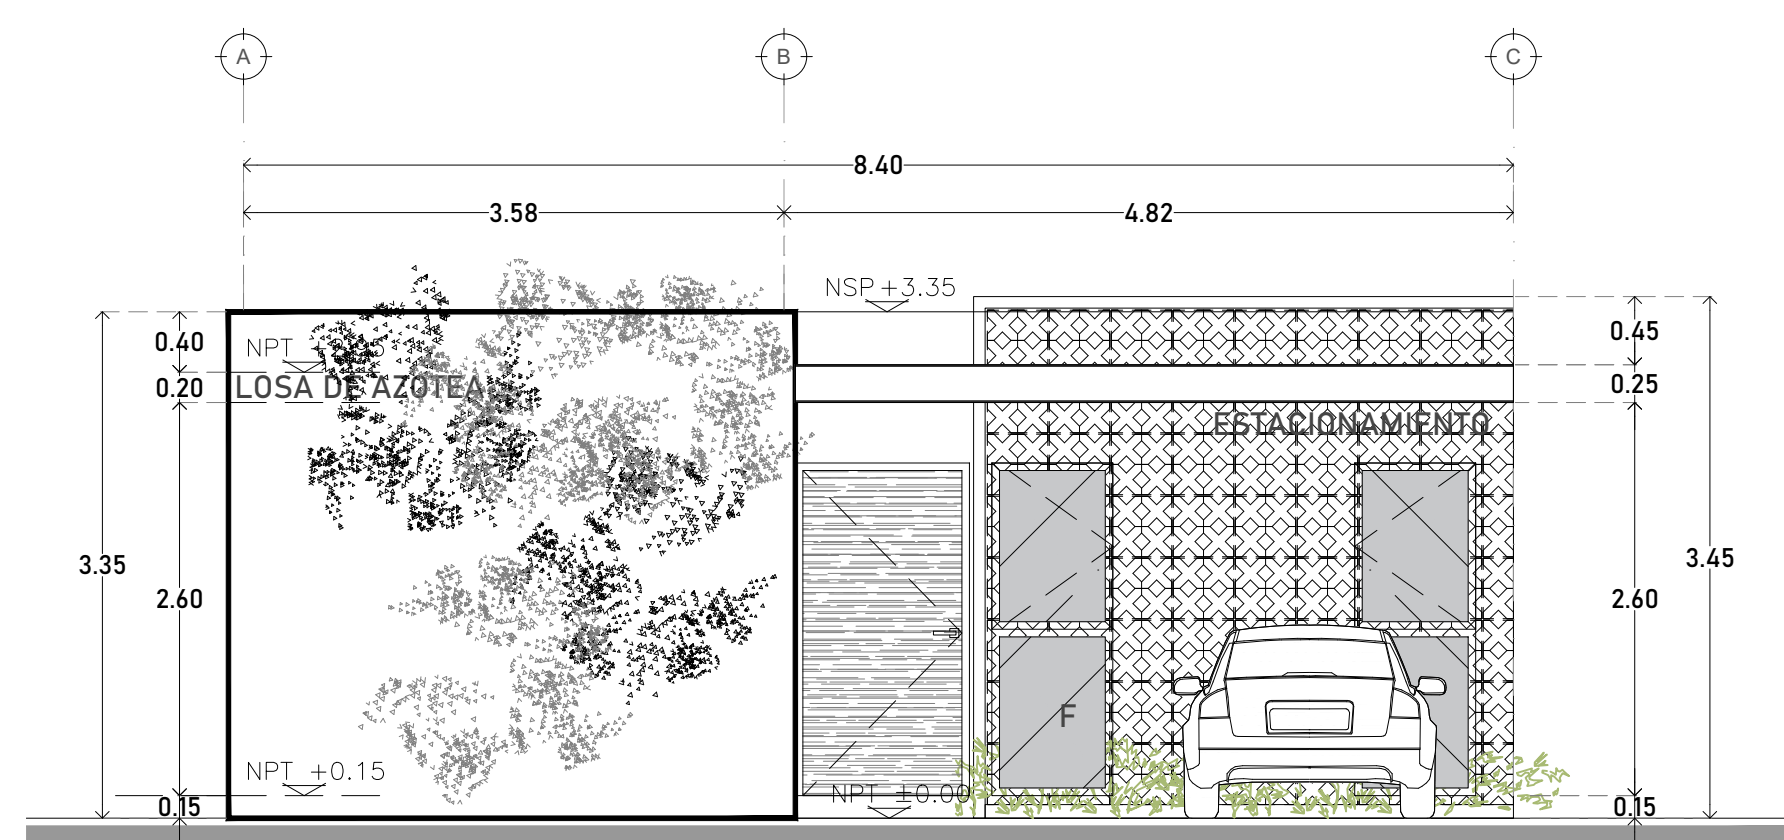 A B C
8.40
3.58 4.82
NSP +3.35
0.40
0.45
NPT
0.20
LOSA DE AZOTEA
0.25
ESTACIONAMIENTO
3.35
3.45
2.60
2.60
F
NPT +0.15
NPT ±0.00
0.15
0.15